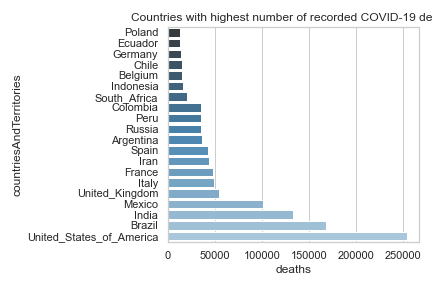 Countries with highest number of recorded COVID-19 de
Poland
Ecuador
Germany
Chile
Belgium
Indonesia
South_Africa
Colombia
Peru
Russia
Argentina
Spain
Iran
France
Italy
United_Kingdom
Mexico
India
Brazil
United_States_of_America
countriesAndTerritories
0 50000 100000 150000 200000 250000
deaths